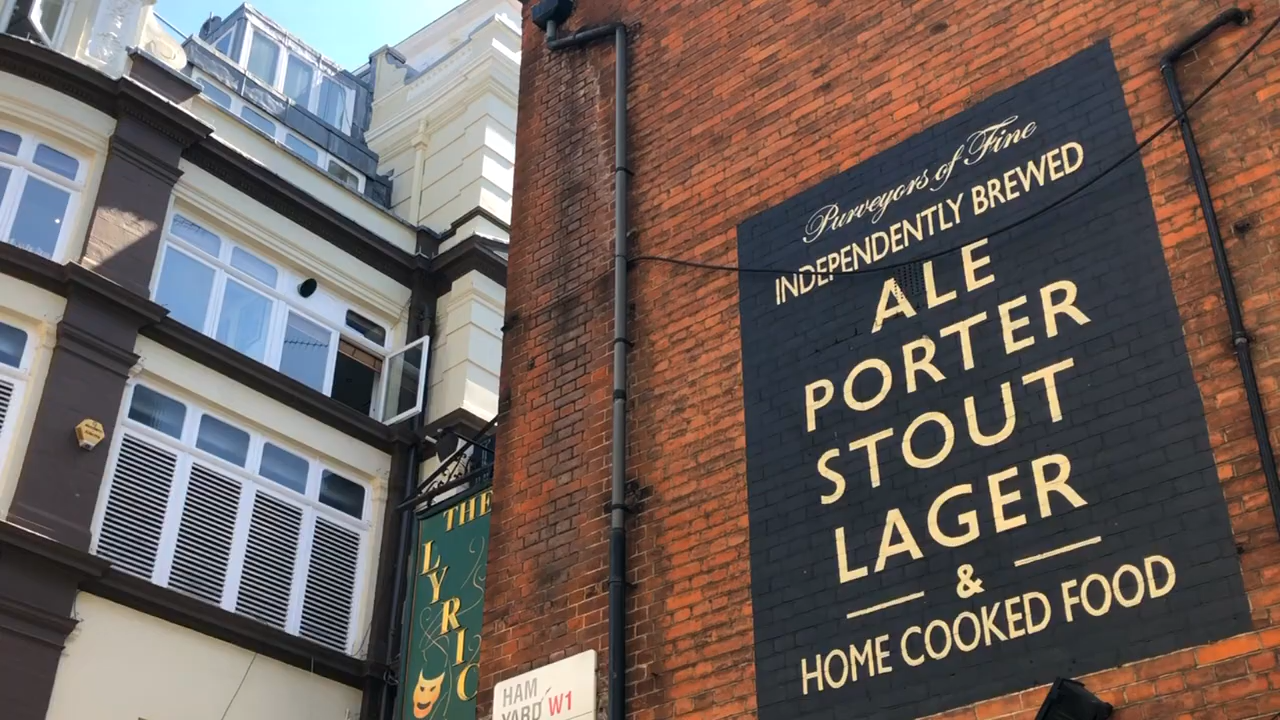 Purveyors of Fine
INDEPENDENTLY BREWED
ALE
PORTER
STOUT
LAGER
&
HOME COOKED FOOD
THE
LYRIC
HAM
YARD W1